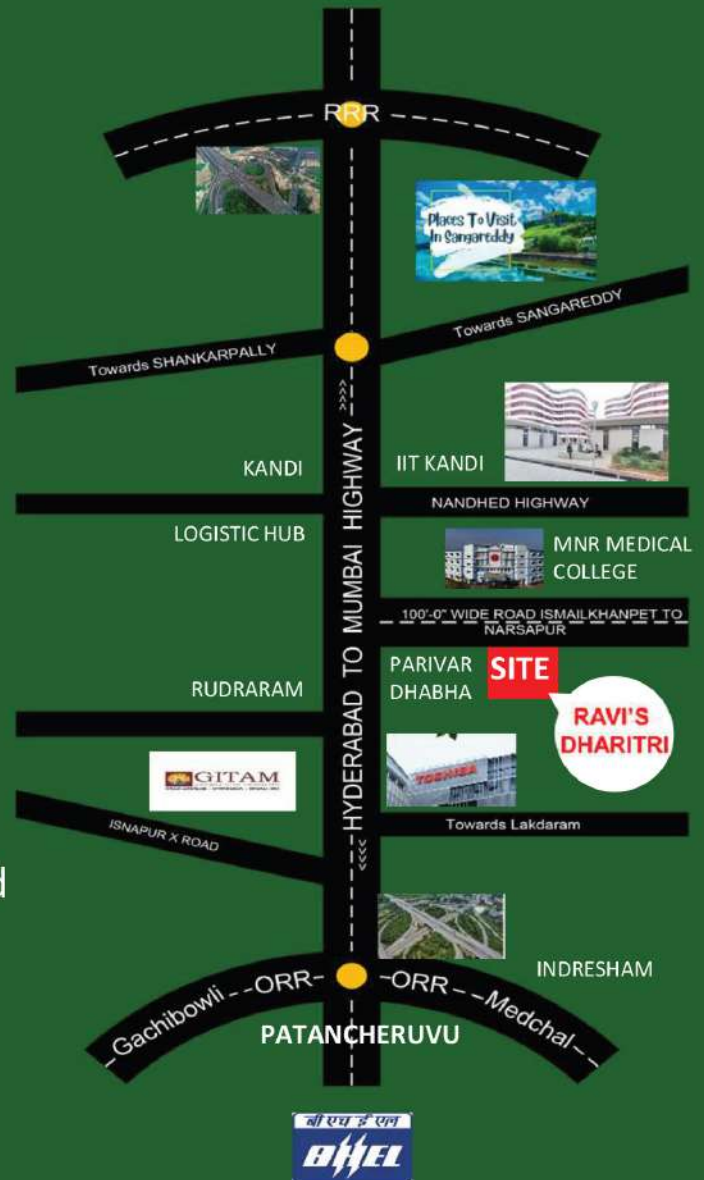 RRR
Places To Visit
In Sangareddy
Towards SANGAREDDY
Towards SHANKARPALLY
KANDI
IIT KANDI
NANDHED HIGHWAY
LOGISTIC HUB
MNR MEDICAL
COLLEGE
100'-0" WIDE ROAD ISMAILKHANPET TO
NARSAPUR
<<<< HYDERABAD TO MUMBAI HIGHWAY >>>>
PARIVAR
DHABHA
SITE
RUDRARAM
RAVI'S
DHARITRI
GITAM
TOSHIBA
ISNAPUR X ROAD
Towards Lakdaram
d
INDRESHAM
Gachibowli --ORR- -ORR--Medchal
PATANCHERUVU
बी एच ई एल
BHEL